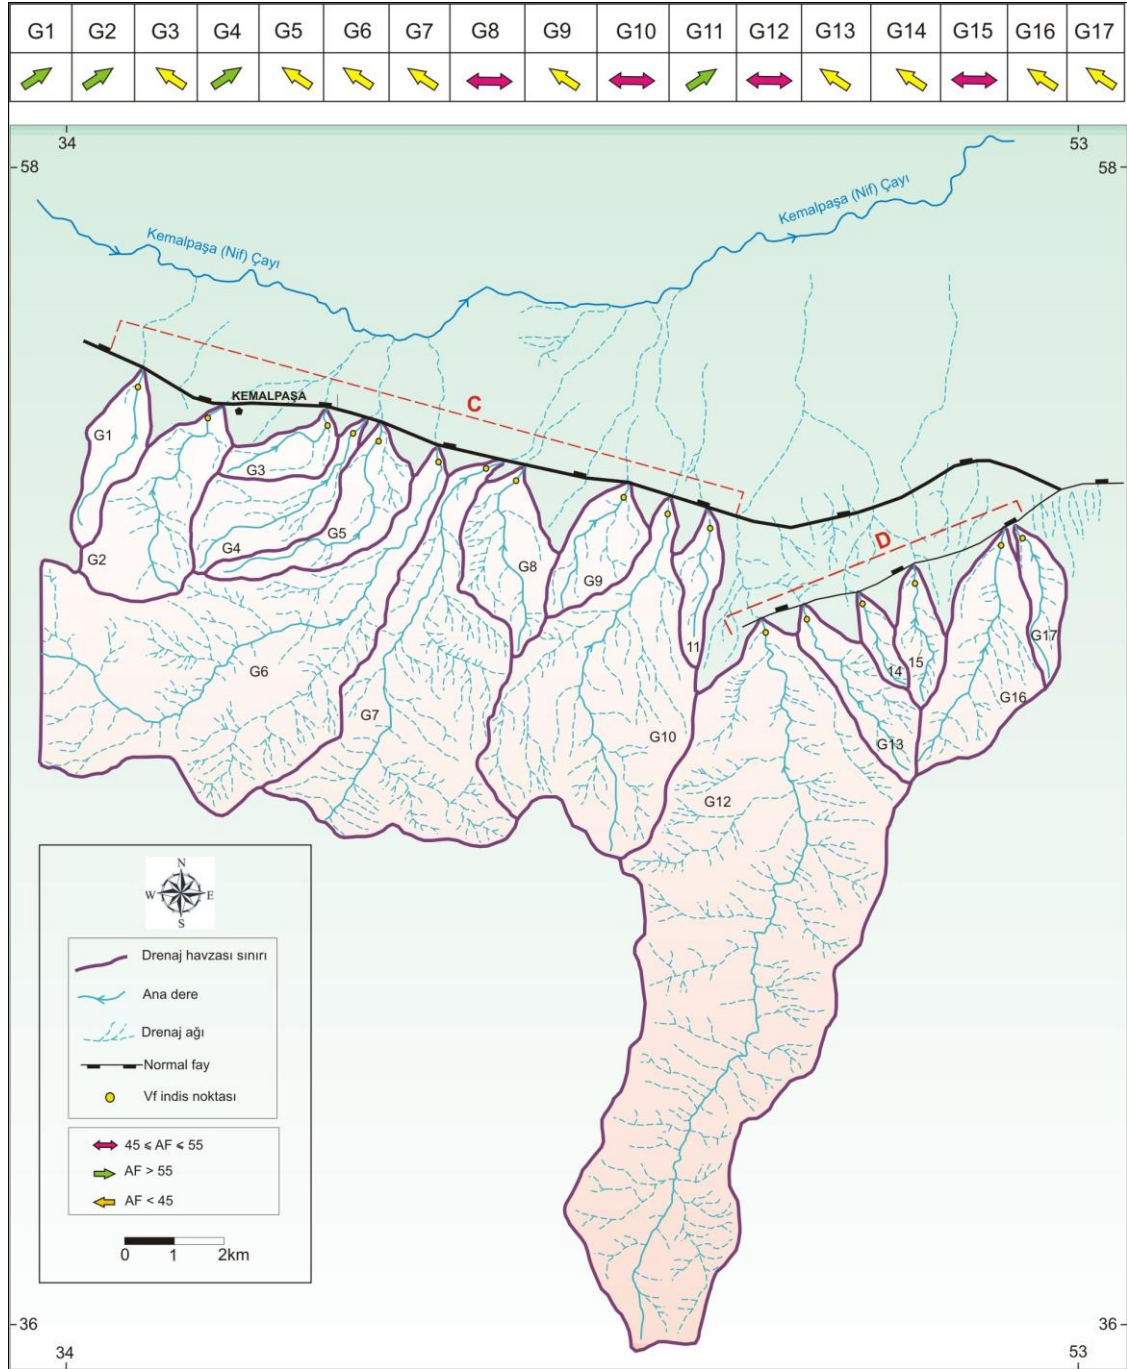 G1 G2 G3 G4 G5 G6 G7 G8 G9 G10 G11 G12 G13 G14 G15 G16 G17
34 53
58 58
Kemalpaşa (Nif) Çayı
Kemalpaşa (Nif) Çayı
KEMALPAŞA
C
G1
G3
G2
G4
G5
G8
G9
D
11
G6
G7
G10
14
15
G17
G16
G13
G12
N
W E
S
Drenaj havzası sınırı
Ana dere
Drenaj ağı
Normal fay
Vf indis noktası
45 ⩽ AF ⩽ 55
AF > 55
AF < 45
0 1 2km
36 36
34 53